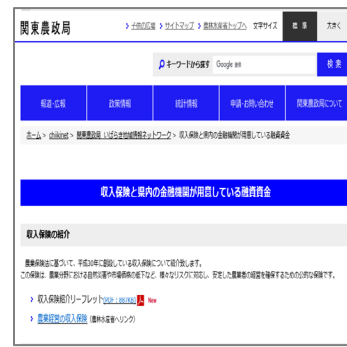 関東農政局
> 子供の広場 > サイトマップ > 農林水産省トップへ 文字サイズ 標準 大きく
キーワードから探す Google 検索 検索
報道・広報 政策情報 統計情報 申請・お問い合わせ 関東農政局について
ホーム > chiikinet > 関東農政局 いばらき地域情報ネットワーク > 収入保険と県内の金融機関が用意している融資資金
収入保険と県内の金融機関が用意している融資資金
収入保険の紹介
農業保険法に基づいて、平成30年に創設している収入保険について紹介致します。
この保険は、農業分野における自然災害や市場価格の低下など、様々なリスクに対応し、安定した農業者の経営を確保するための公的な保険です。
> 収入保険紹介リーフレット(PDF : 887KB) New
> 農業経営の収入保険 (農林水産省へリンク)